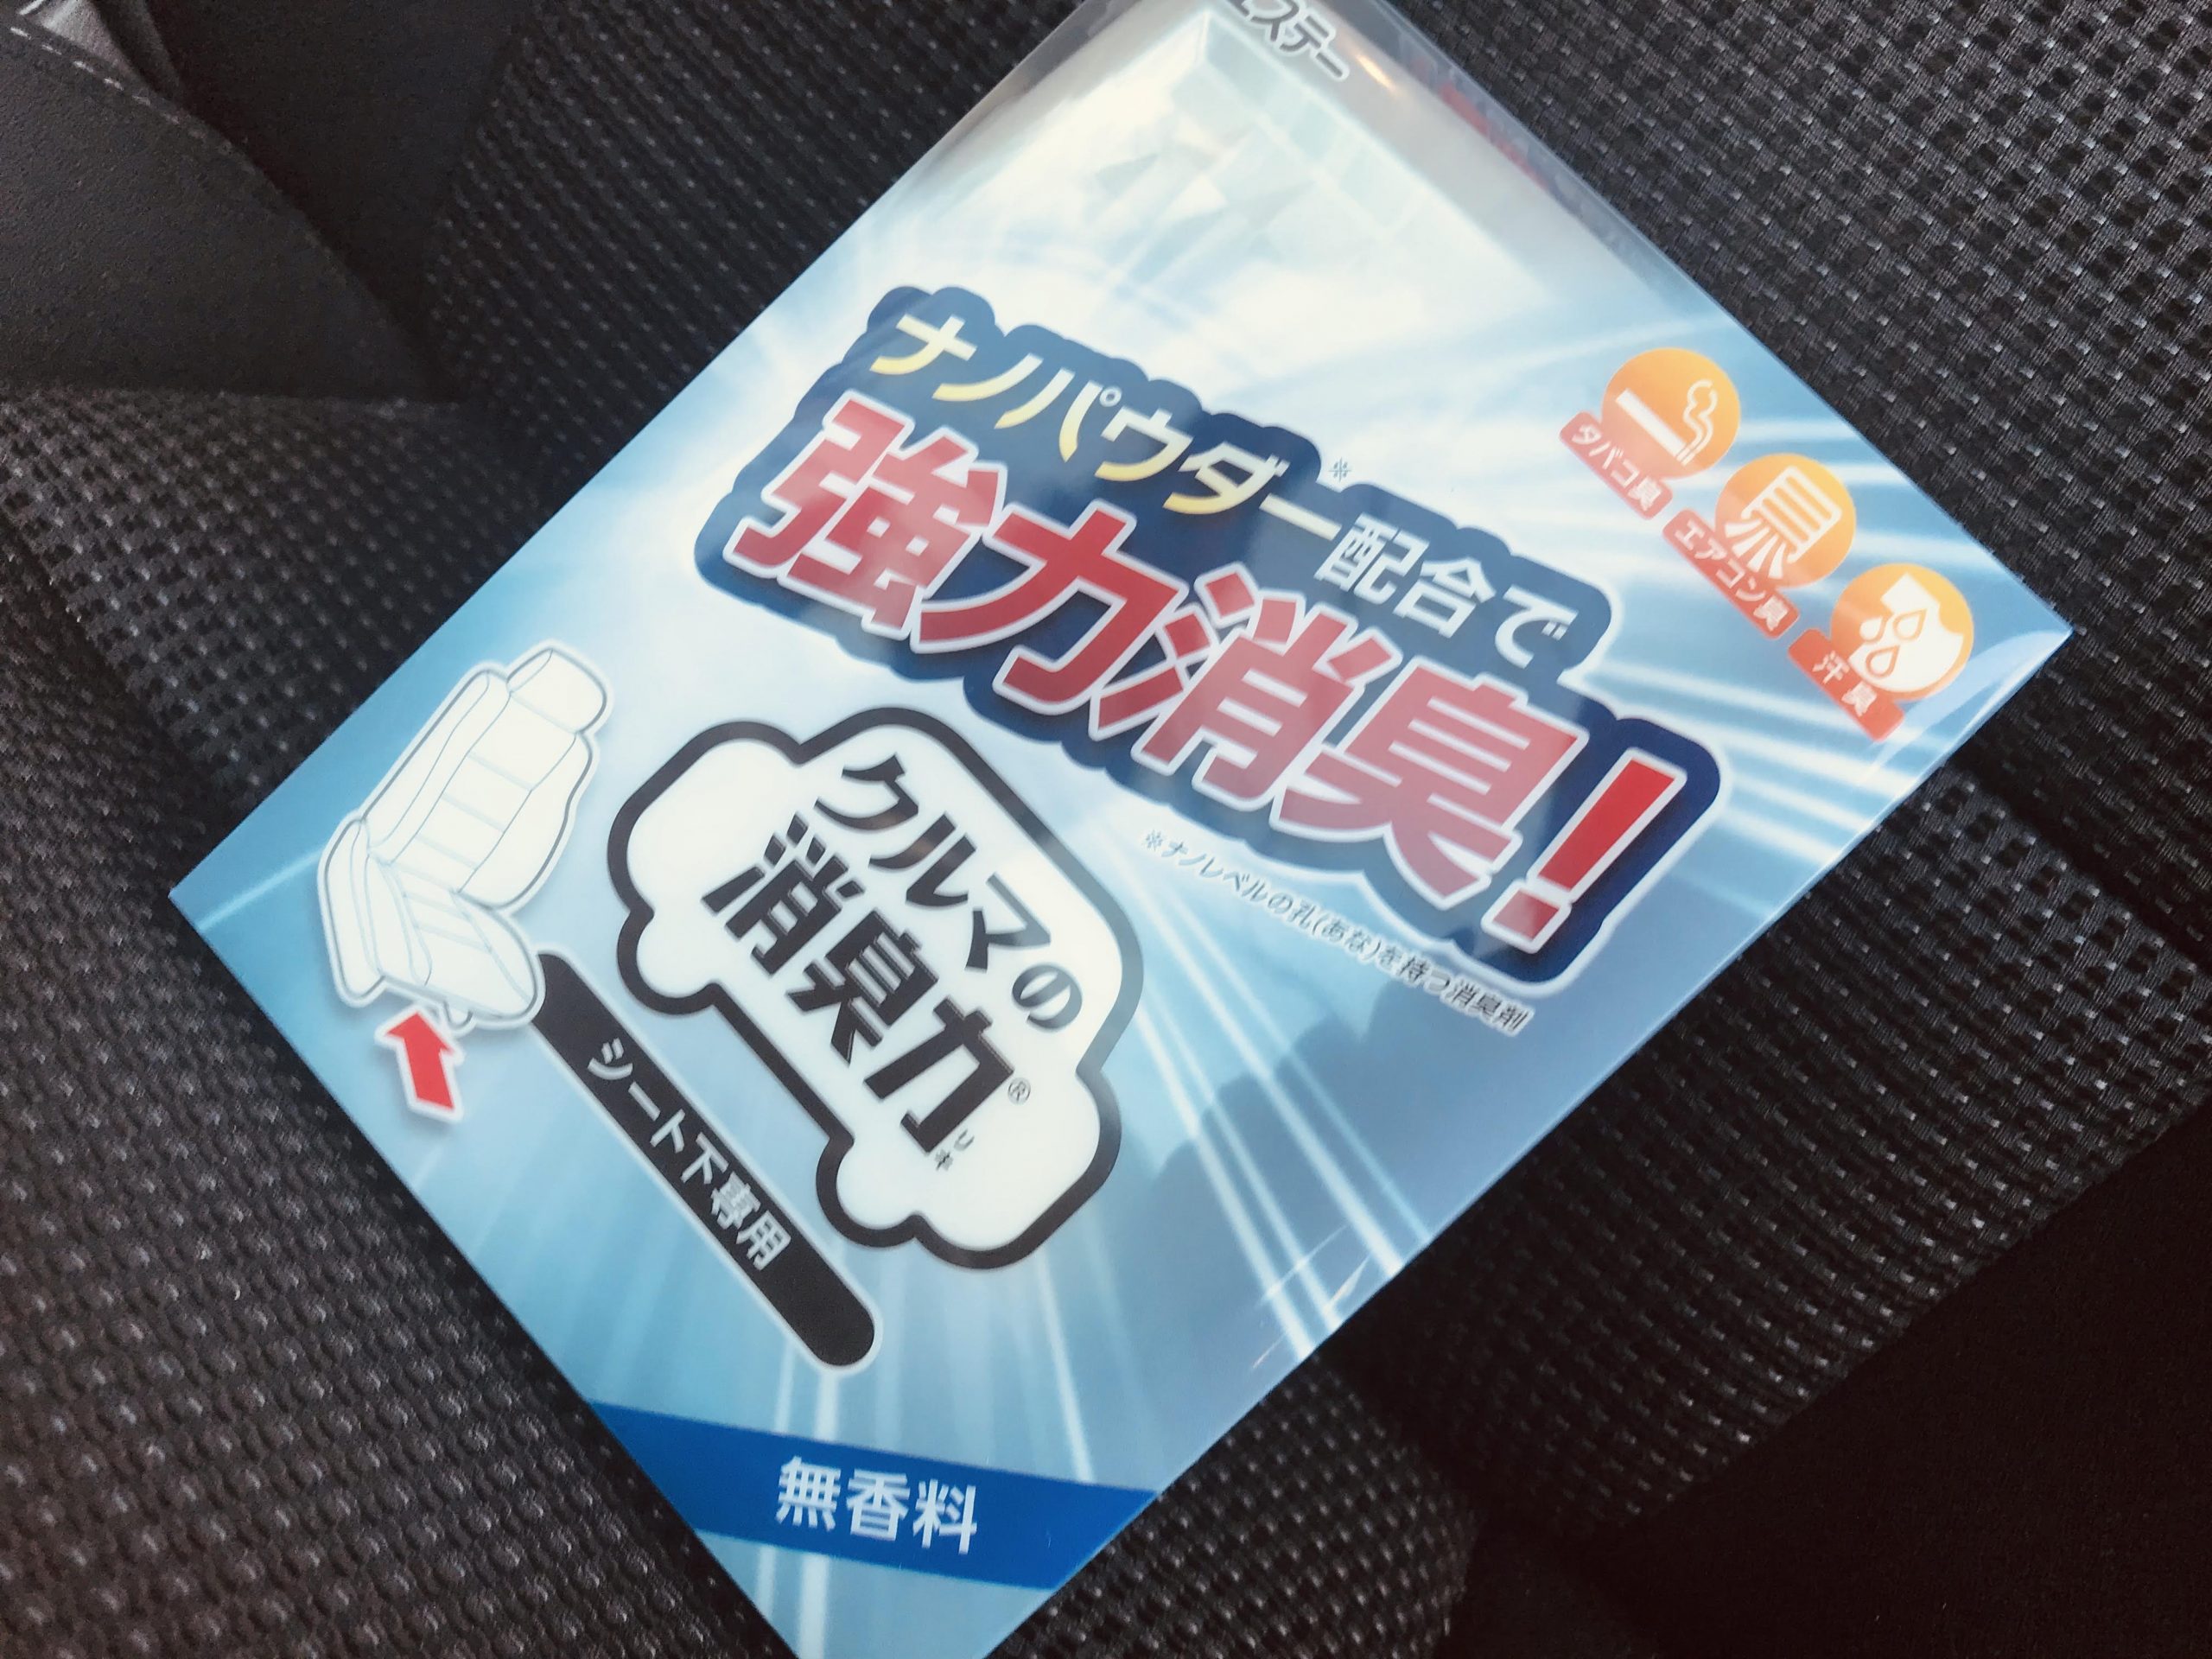 エステー
タバコ臭
エアコン臭
汗臭
ナノパウダー※配合で
強力消臭!
※ナノレベルの孔(あな)を持つ消臭剤
クルマの
消臭力®
リキ
シート下専用
無香料